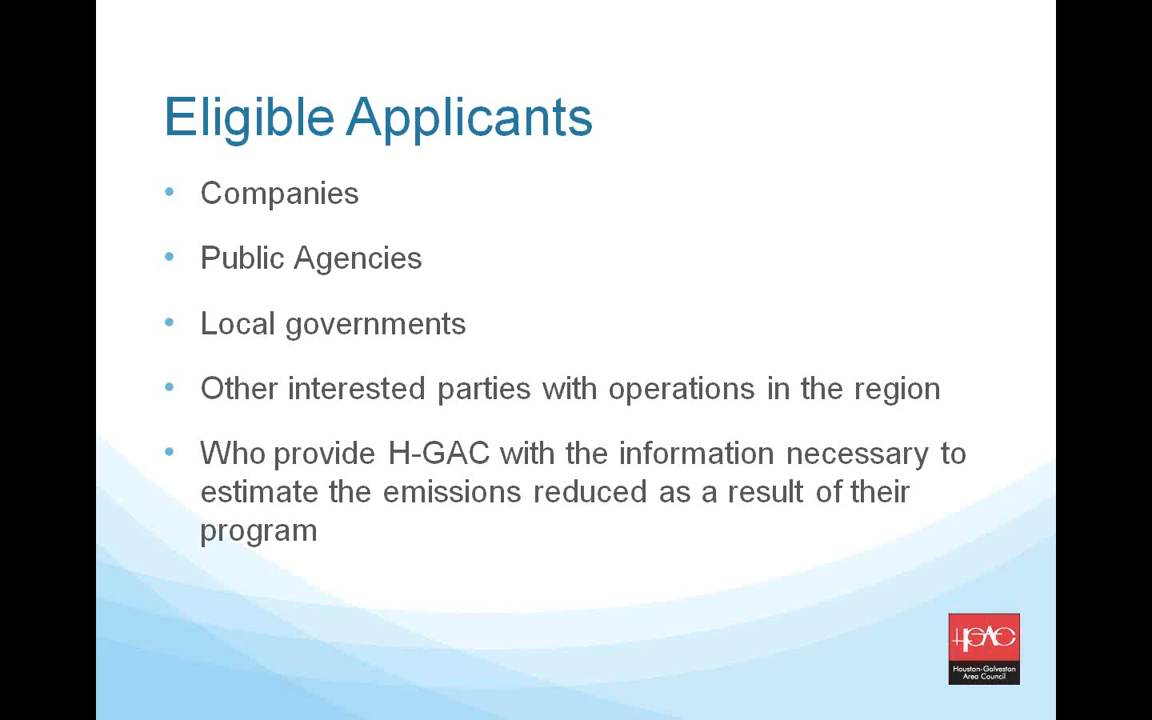 Eligible Applicants
• Companies
• Public Agencies
• Local governments
• Other interested parties with operations in the region
• Who provide H-GAC with the information necessary to
estimate the emissions reduced as a result of their
program
HGAC
Houston-Galveston
Area Council